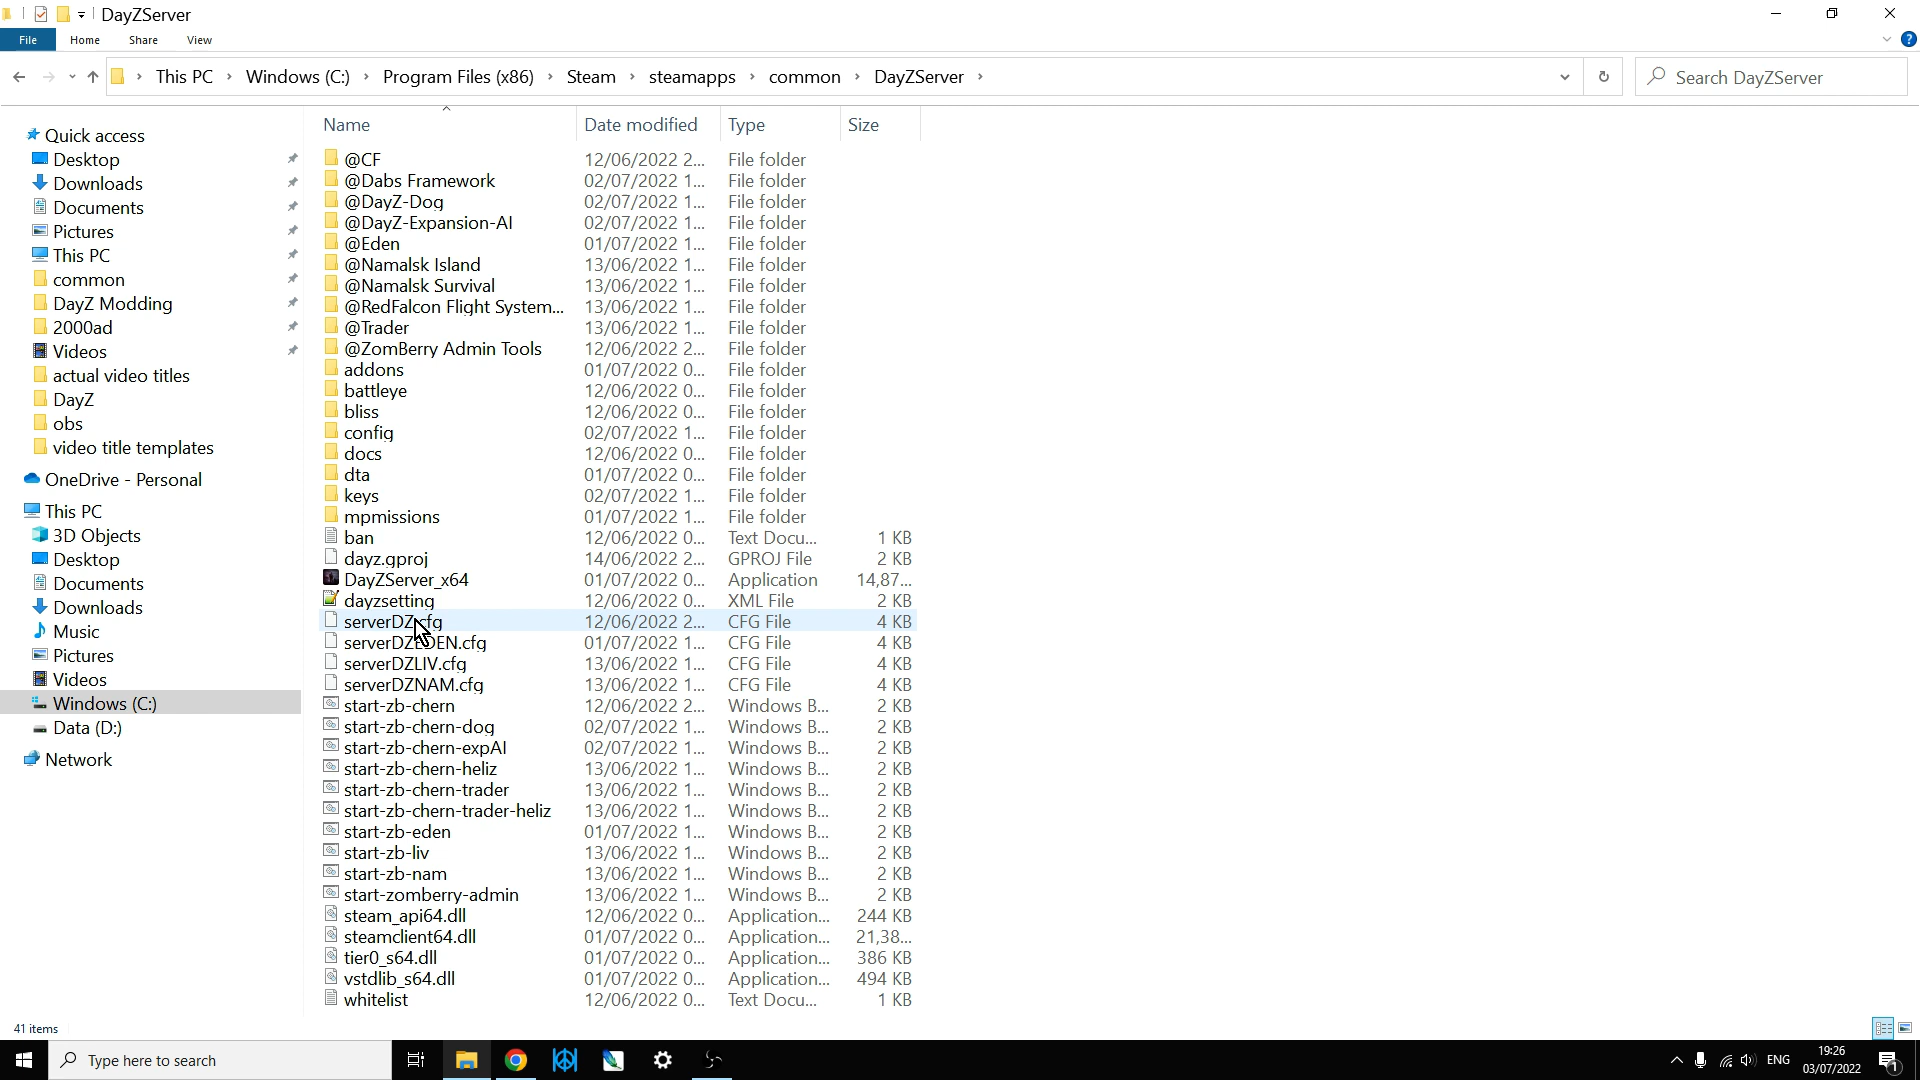 DayZServer
File Home Share View
This PC Windows (C:) Program Files (x86) Steam steamapps common DayZServer Search DayZServer
Name Date modified Type Size
Quick access
Desktop
Downloads
Documents
Pictures
This PC
common
DayZ Modding
2000ad
Videos
actual video titles
DayZ
obs
video title templates
OneDrive - Personal
This PC
3D Objects
Desktop
Documents
Downloads
Music
Pictures
Videos
Windows (C:)
Data (D:)
Network
@CF 12/06/2022 2... File folder
@Dabs Framework 02/07/2022 1... File folder
@DayZ-Dog 02/07/2022 1... File folder
@DayZ-Expansion-AI 02/07/2022 1... File folder
@Eden 01/07/2022 1... File folder
@Namalsk Island 13/06/2022 1... File folder
@Namalsk Survival 13/06/2022 1... File folder
@RedFalcon Flight System... 13/06/2022 1... File folder
@Trader 13/06/2022 1... File folder
@ZomBerry Admin Tools 12/06/2022 2... File folder
addons 01/07/2022 0... File folder
battleye 12/06/2022 0... File folder
bliss 12/06/2022 0... File folder
config 02/07/2022 1... File folder
docs 12/06/2022 0... File folder
dta 01/07/2022 0... File folder
keys 02/07/2022 1... File folder
mpmissions 01/07/2022 1... File folder
ban 12/06/2022 0... Text Docu... 1 KB
dayz.gproj 14/06/2022 2... GPROJ File 2 KB
DayZServer_x64 01/07/2022 0... Application 14,87...
dayzsetting 12/06/2022 0... XML File 2 KB
serverDZ.cfg 12/06/2022 2... CFG File 4 KB
serverDZEDEN.cfg 01/07/2022 1... CFG File 4 KB
serverDZLIV.cfg 13/06/2022 1... CFG File 4 KB
serverDZNAM.cfg 13/06/2022 1... CFG File 4 KB
start-zb-chern 12/06/2022 2... Windows B... 2 KB
start-zb-chern-dog 02/07/2022 1... Windows B... 2 KB
start-zb-chern-expAI 02/07/2022 1... Windows B... 2 KB
start-zb-chern-heliz 13/06/2022 1... Windows B... 2 KB
start-zb-chern-trader 13/06/2022 1... Windows B... 2 KB
start-zb-chern-trader-heliz 13/06/2022 1... Windows B... 2 KB
start-zb-eden 01/07/2022 1... Windows B... 2 KB
start-zb-liv 13/06/2022 1... Windows B... 2 KB
start-zb-nam 13/06/2022 1... Windows B... 2 KB
start-zomberry-admin 13/06/2022 1... Windows B... 2 KB
steam_api64.dll 12/06/2022 0... Application... 244 KB
steamclient64.dll 01/07/2022 0... Application... 21,38...
tier0_s64.dll 01/07/2022 0... Application... 386 KB
vstdlib_s64.dll 01/07/2022 0... Application... 494 KB
whitelist 12/06/2022 0... Text Docu... 1 KB
41 items
Type here to search ENG 19:26
03/07/2022 1